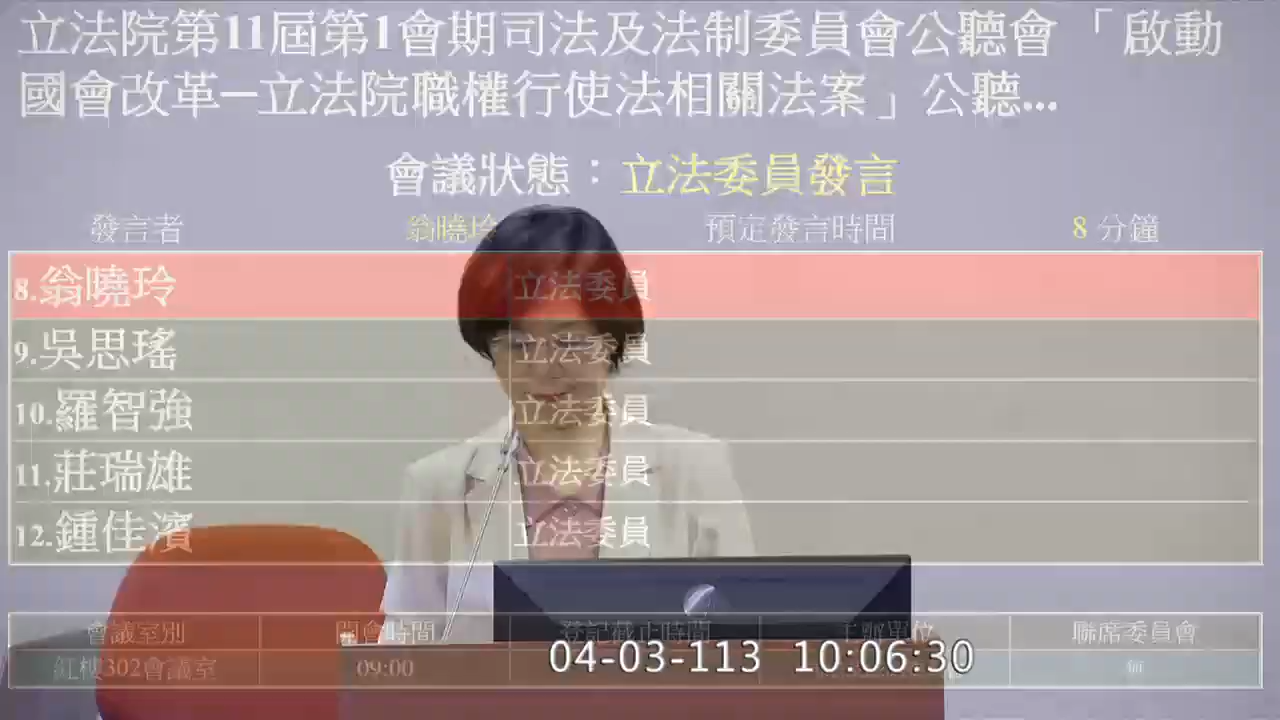 立法院第11屆第1會期司法及法制委員會公聽會 「啟動
國會改革─立法院職權行使法相關法案」公聽...
會議狀態：立法委員發言
發言者 翁曉玲 預定發言時間 8 分鐘
8.翁曉玲 立法委員
9.吳思瑤 立法委員
10.羅智強 立法委員
11.莊瑞雄 立法委員
12.鍾佳濱 立法委員
會議室別 開會時間 登記截止時間 主辦單位 聯席委員會
紅樓302會議室 09:00 無
04-03-113 10:06:30